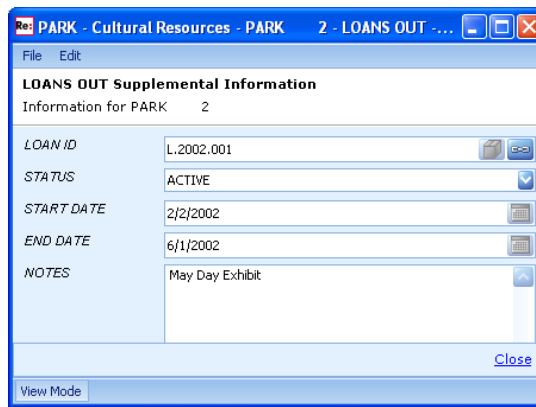 Re: PARK - Cultural Resources - PARK 2 - LOANS OUT -...
File Edit
LOANS OUT Supplemental Information
Information for PARK 2
LOAN ID L.2002.001
STATUS ACTIVE
START DATE 2/2/2002
END DATE 6/1/2002
NOTES May Day Exhibit
Close
View Mode